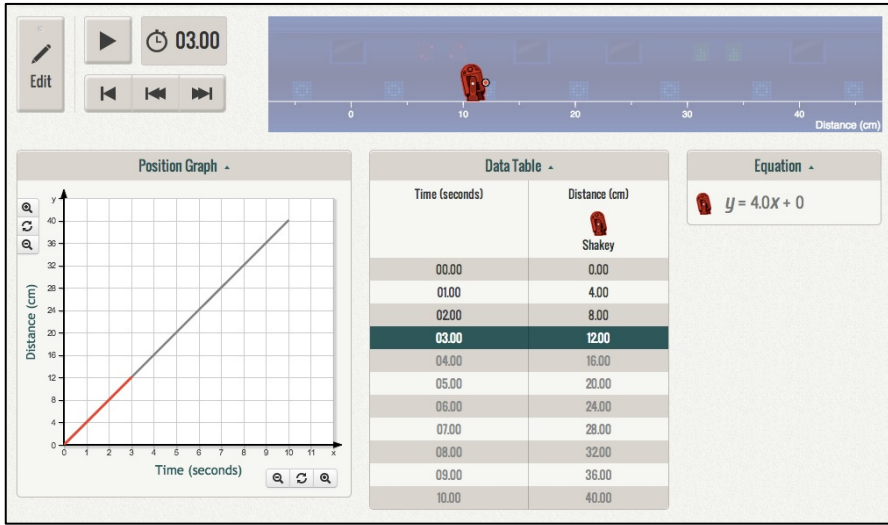 Edit
03.00
0 10 20 30 40
Distance (cm)
Position Graph
y
40
36
32
28
24
20
16
12
8
4
0
Distance (cm)
0 1 2 3 4 5 6 7 8 9 10 11 x
Time (seconds)
Data Table
Time (seconds) Distance (cm)
Shakey
00.00 0.00
01.00 4.00
02.00 8.00
03.00 12.00
04.00 16.00
05.00 20.00
06.00 24.00
07.00 28.00
08.00 32.00
09.00 36.00
10.00 40.00
Equation
y = 4.0x + 0